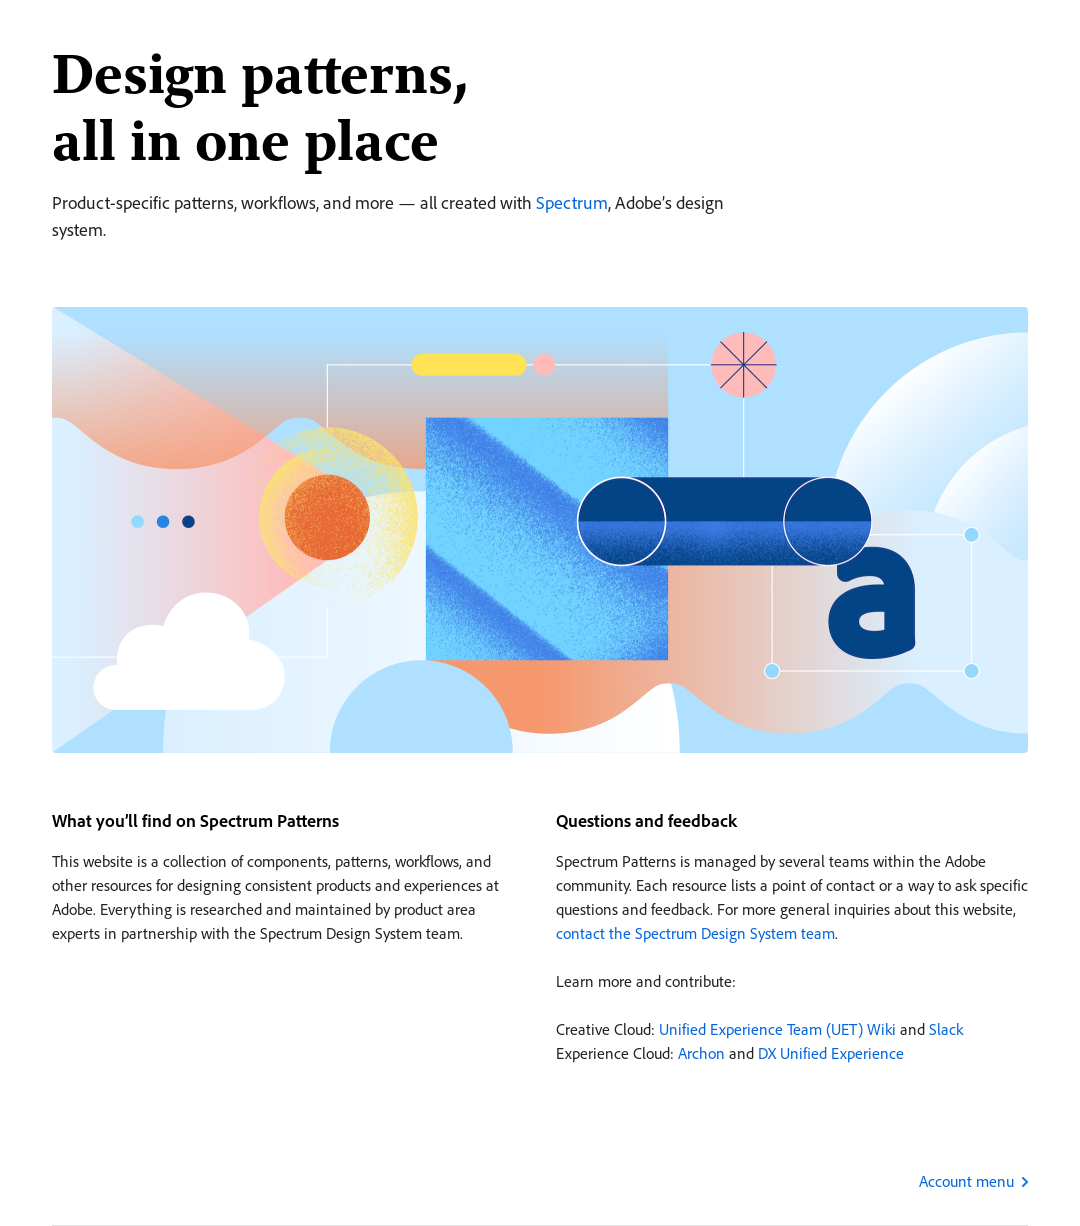 Design patterns,
all in one place
Product-specific patterns, workflows, and more — all created with Spectrum, Adobe’s design
system.
a
What you’ll find on Spectrum Patterns
This website is a collection of components, patterns, workflows, and
other resources for designing consistent products and experiences at
Adobe. Everything is researched and maintained by product area
experts in partnership with the Spectrum Design System team.
Questions and feedback
Spectrum Patterns is managed by several teams within the Adobe
community. Each resource lists a point of contact or a way to ask specific
questions and feedback. For more general inquiries about this website,
contact the Spectrum Design System team.
Learn more and contribute:
Creative Cloud: Unified Experience Team (UET) Wiki and Slack
Experience Cloud: Archon and DX Unified Experience
Account menu